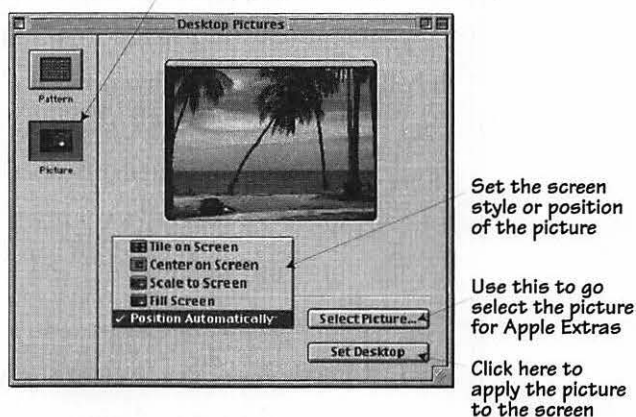 Desktop Pictures
Pattern
Picture
Tile on Screen
Center on Screen
Scale to Screen
Fill Screen
✓ Position Automatically
Select Picture...
Set Desktop
Set the screen
style or position
of the picture
Use this to go
select the picture
for Apple Extras
Click here to
apply the picture
to the screen